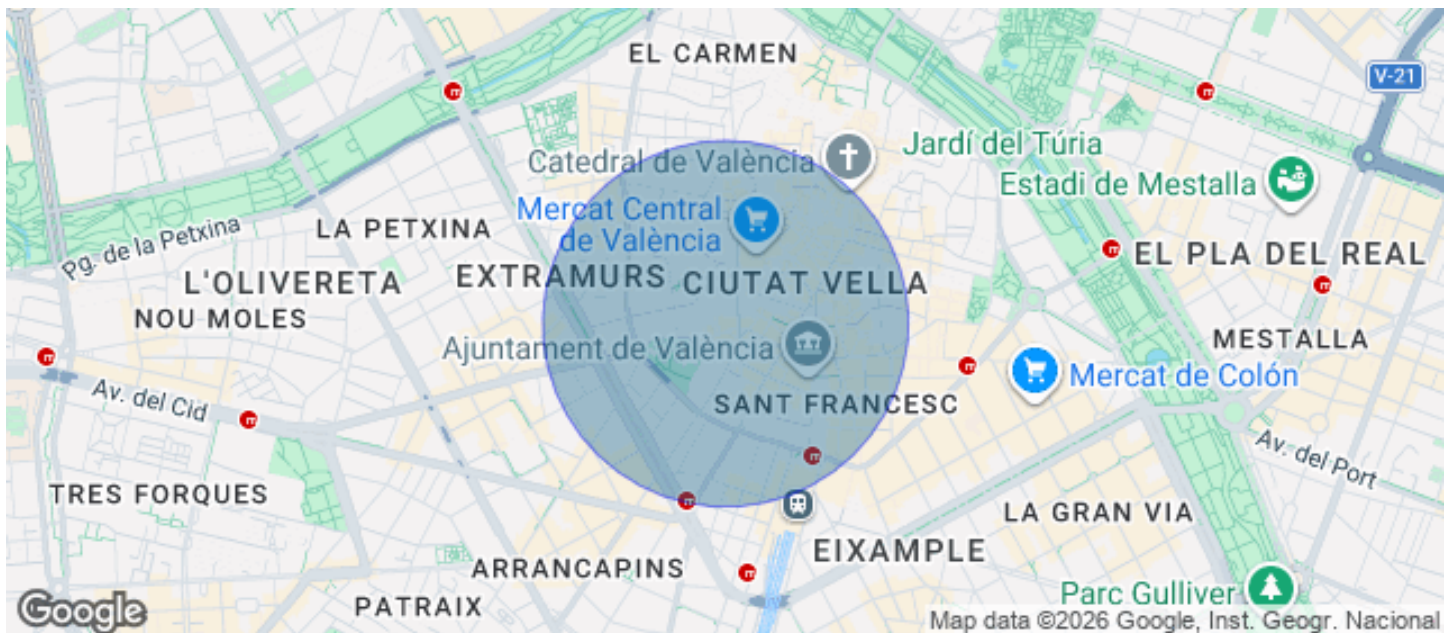 EL CARMEN
V-21
Catedral de València
Jardí del Túria
Estadi de Mestalla
Mercat Central
de València
Pg. de la Petxina
LA PETXINA
EL PLA DEL REAL
L'OLIVERETA
EXTRAMURS
CIUTAT VELLA
NOU MOLES
MESTALLA
Ajuntament de València
Mercat de Colón
Av. del Cid
SANT FRANCESC
Av. del Port
TRES FORQUES
LA GRAN VIA
EIXAMPLE
ARRANCAPINS
Parc Gulliver
PATRAIX
Google
Map data ©2026 Google, Inst. Geogr. Nacional